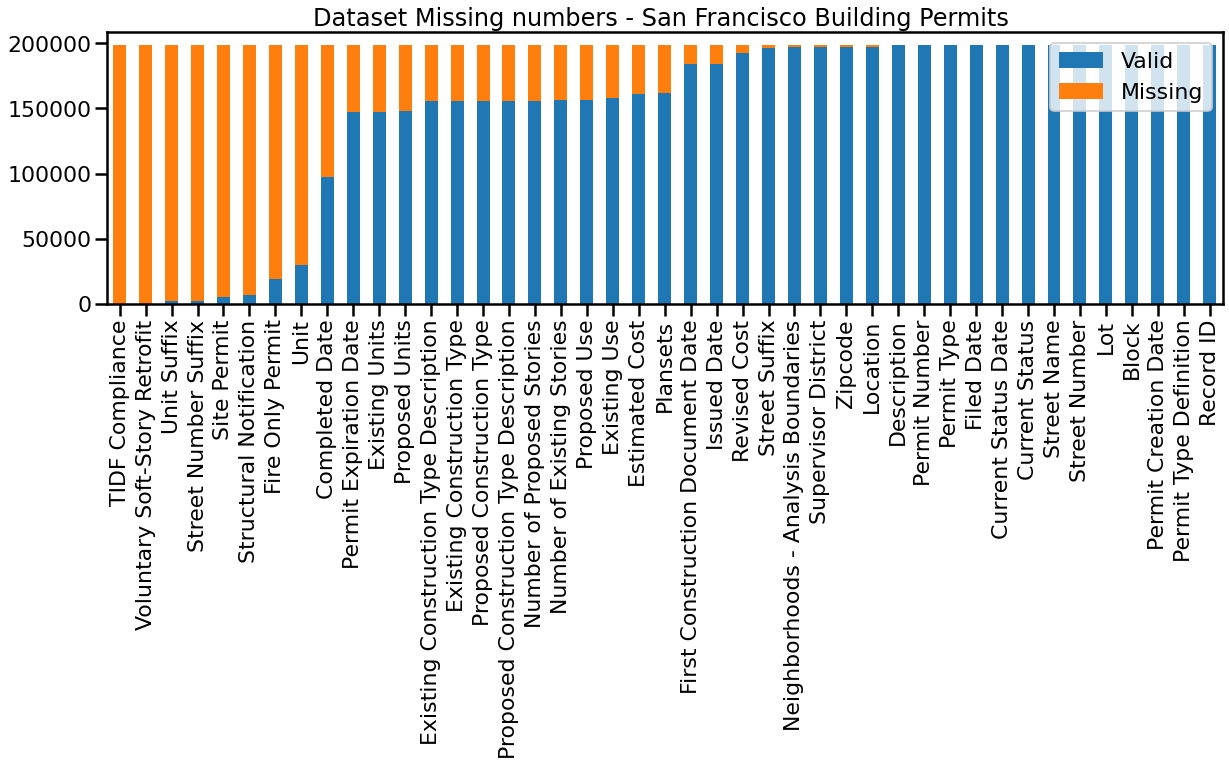 Dataset Missing numbers - San Francisco Building Permits
200000
150000
100000
50000
0
Valid
Missing
TIDF Compliance
Voluntary Soft-Story Retrofit
Unit Suffix
Street Number Suffix
Site Permit
Structural Notification
Fire Only Permit
Unit
Completed Date
Permit Expiration Date
Existing Units
Proposed Units
Existing Construction Type Description
Existing Construction Type
Proposed Construction Type
Proposed Construction Type Description
Number of Proposed Stories
Number of Existing Stories
Proposed Use
Existing Use
Estimated Cost
Plansets
First Construction Document Date
Issued Date
Revised Cost
Street Suffix
Neighborhoods - Analysis Boundaries
Supervisor District
Zipcode
Location
Description
Permit Number
Permit Type
Filed Date
Current Status Date
Current Status
Street Name
Street Number
Lot
Block
Permit Creation Date
Permit Type Definition
Record ID